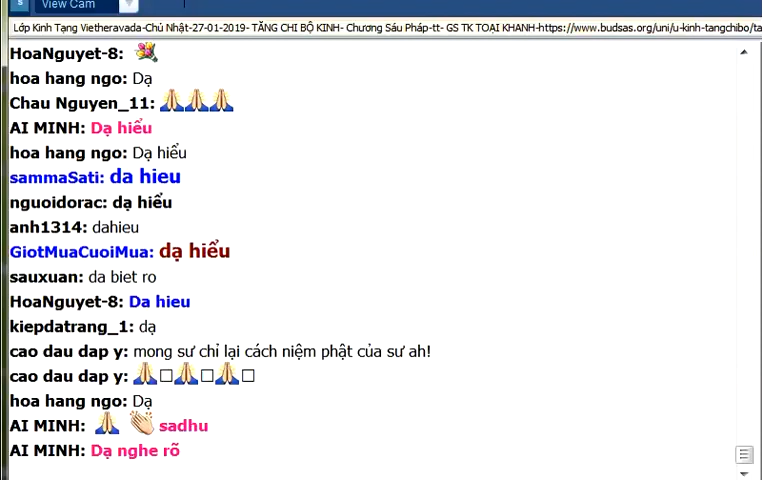 View Cam
Lớp Kinh Tạng Vietheravada-Chủ Nhật-27-01-2019- TĂNG CHI BỘ KINH- Chương Sáu Pháp-tt- GS TK TOẠI KHANH-https://www.budsas.org/uni/u-kinh-tangchibo/ta
HoaNguyet-8:
hoa hang ngo: Dạ
Chau Nguyen_11:
AI MINH: Dạ hiểu
hoa hang ngo: Dạ hiểu
sammaSati: da hieu
nguoidorac: dạ hiểu
anh1314: dahieu
GiotMuaCuoiMua: dạ hiểu
sauxuan: da biet ro
HoaNguyet-8: Da hieu
kiepdatrang_1: dạ
cao dau dap y: mong sư chỉ lại cách niệm phật của sư ah!
cao dau dap y:
hoa hang ngo: Dạ
AI MINH: sadhu
AI MINH: Dạ nghe rõ